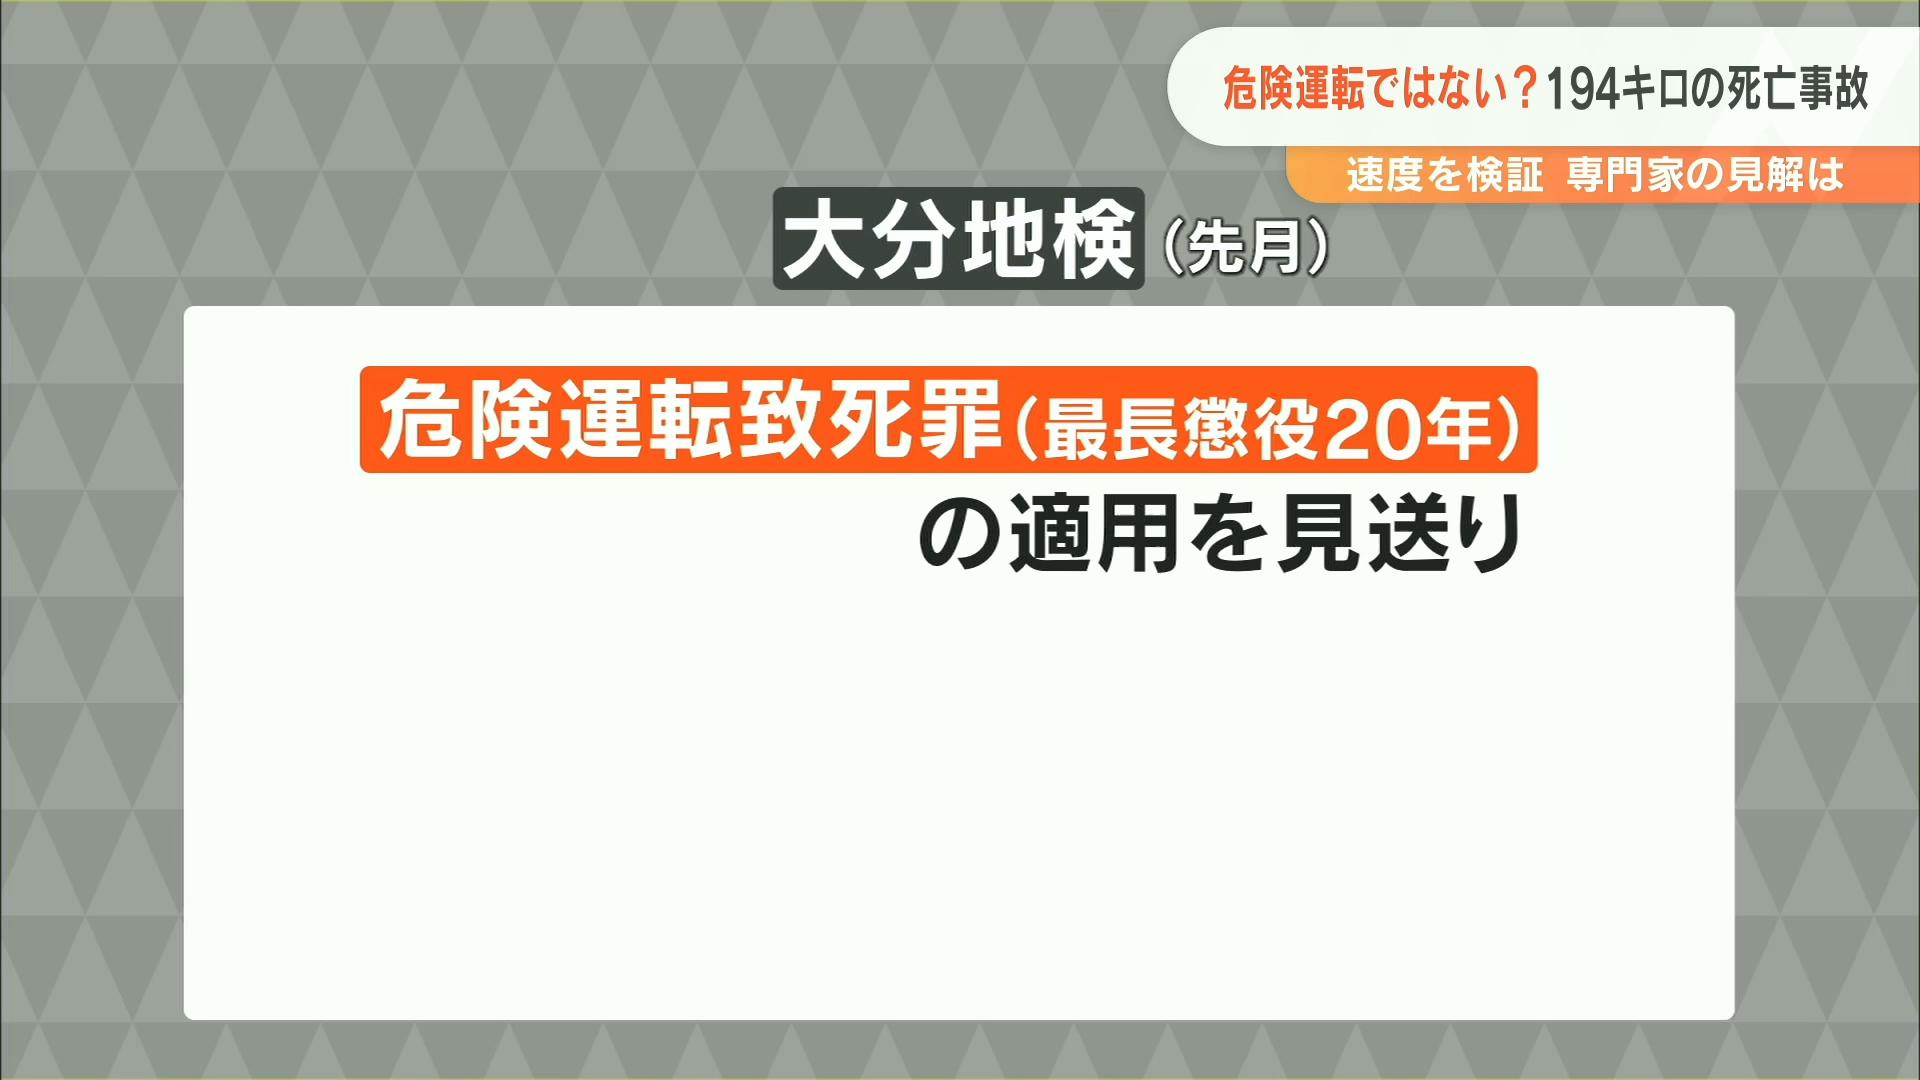 危険運転ではない？194キロの死亡事故
速度を検証 専門家の見解は
大分地検（先月）
危険運転致死罪（最長懲役20年）
の適用を見送り